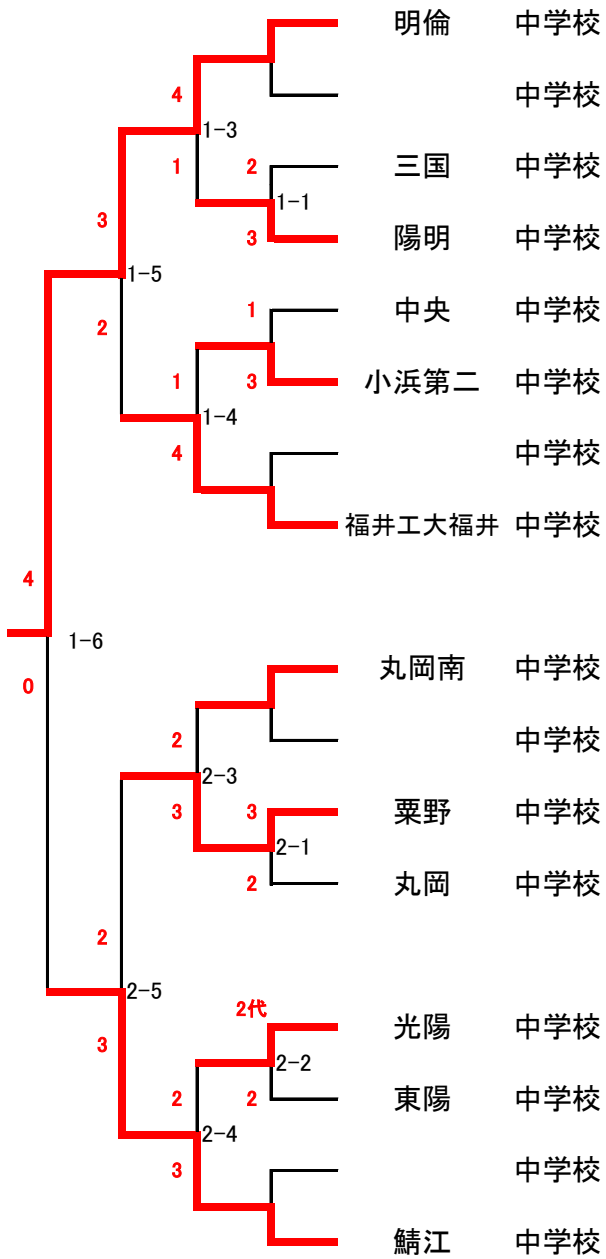 明倫 中学校
4 中学校
1-3
1 2 三国 中学校
1-1
3 3 陽明 中学校
1-5
2 1 中央 中学校
1 3 小浜第二 中学校
1-4
4 中学校
福井工大福井 中学校
4
1-6
0 丸岡南 中学校
2 中学校
2-3
3 3 粟野 中学校
2-1
2 丸岡 中学校
2
2-5
2代
3 光陽 中学校
2-2
2 2 東陽 中学校
2-4
3 中学校
鯖江 中学校